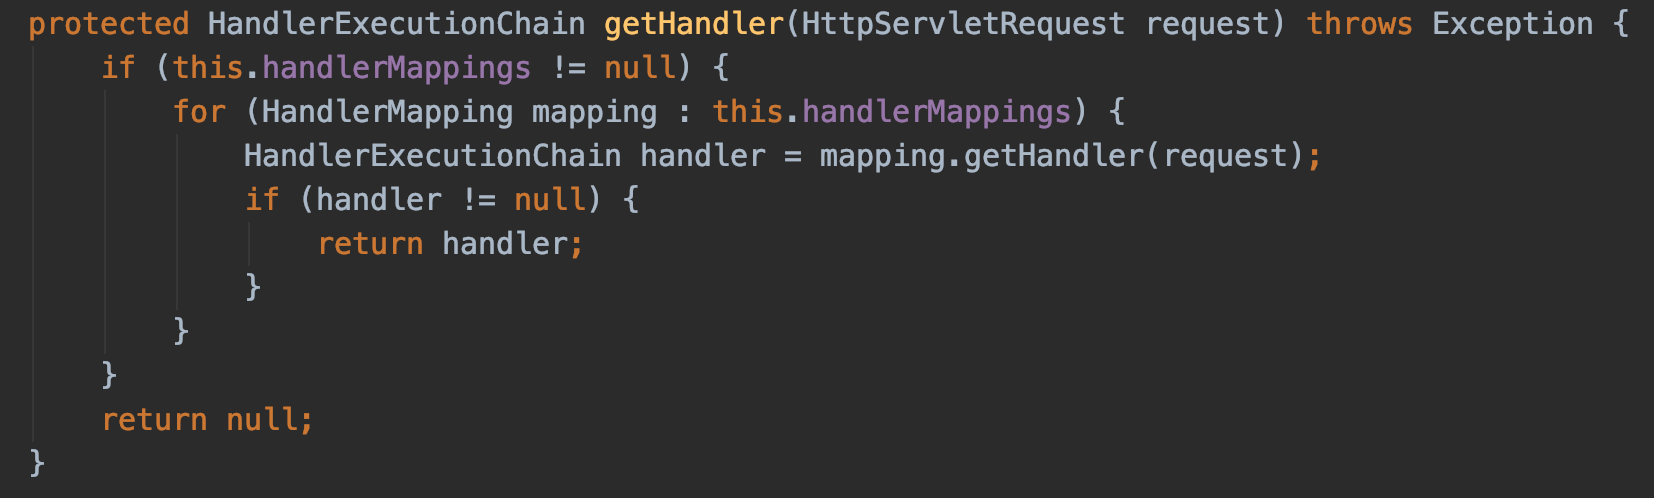 protected HandlerExecutionChain getHandler(HttpServletRequest request) throws Exception {
    if (this.handlerMappings != null) {
        for (HandlerMapping mapping : this.handlerMappings) {
            HandlerExecutionChain handler = mapping.getHandler(request);
            if (handler != null) {
                return handler;
            }
        }
    }
    return null;
}